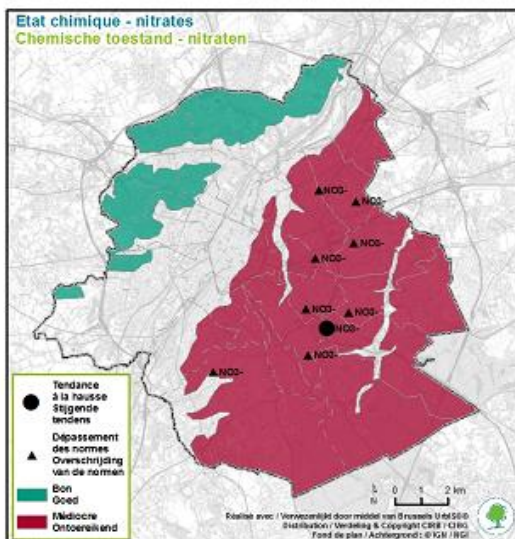 Etat chimique - nitrates
Chemische toestand - nitraten
NO3-
NO3-
NO3-
NO3-
NO3-
NO3-
NO3-
NO3-
NO3-
Tendance
à la hausse
Stijgende
tendens
Dépassement
des normes
Overschrijding
van de normen
Bon
Goed
Médiocre
Ontoereikend
N
0 1 2 km
Réalisé avec / Verwezenlijkt door middel van Brussels UrbIS®©
Distribution / Verdeling & Copyright CIRB / CIBG
Fond de plan / Achtergrond : © IGN / NGI